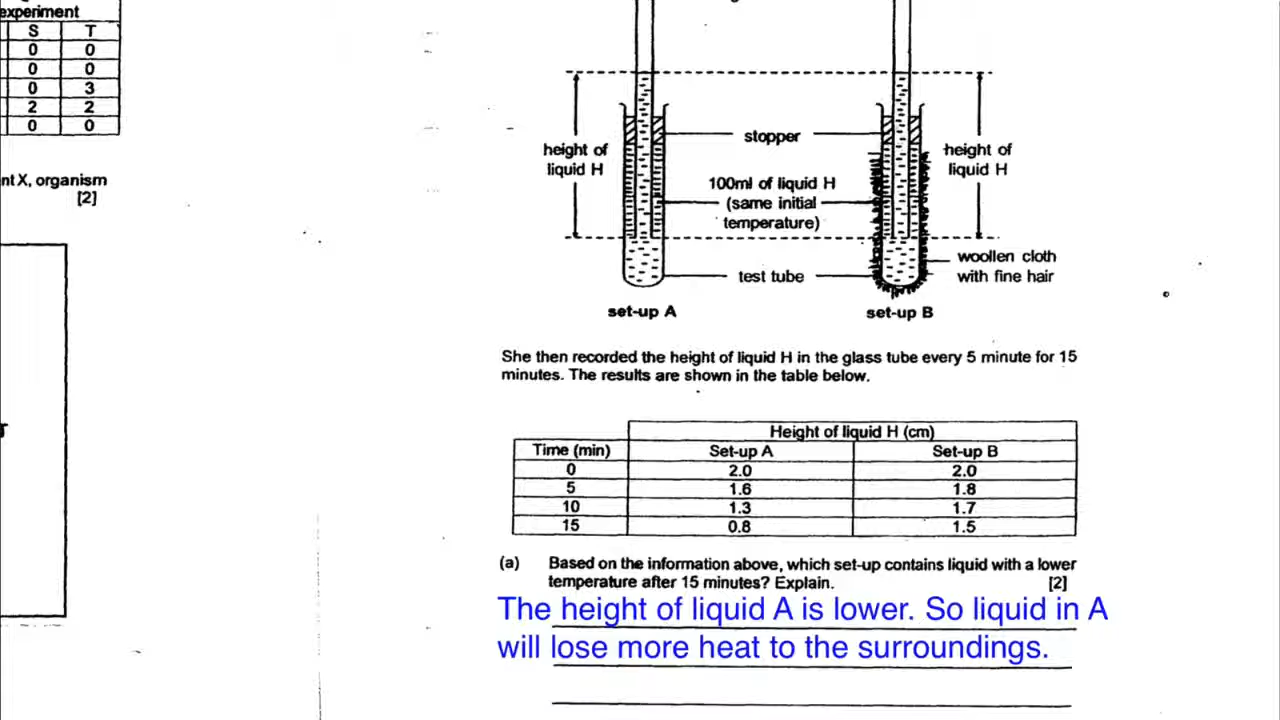 experiment
S T
0 0
0 0
0 3
2 2
0 0
nt X, organism
[2]
height of
liquid H
stopper
100ml of liquid H
(same initial
temperature)
test tube
height of
liquid H
woollen cloth
with fine hair
set-up A
set-up B
She then recorded the height of liquid H in the glass tube every 5 minute for 15
minutes. The results are shown in the table below.
Height of liquid H (cm)
Time (min) Set-up A Set-up B
0 2.0 2.0
5 1.6 1.8
10 1.3 1.7
15 0.8 1.5
(a) Based on the information above, which set-up contains liquid with a lower
temperature after 15 minutes? Explain. [2]
The height of liquid A is lower. So liquid in A
will lose more heat to the surroundings.